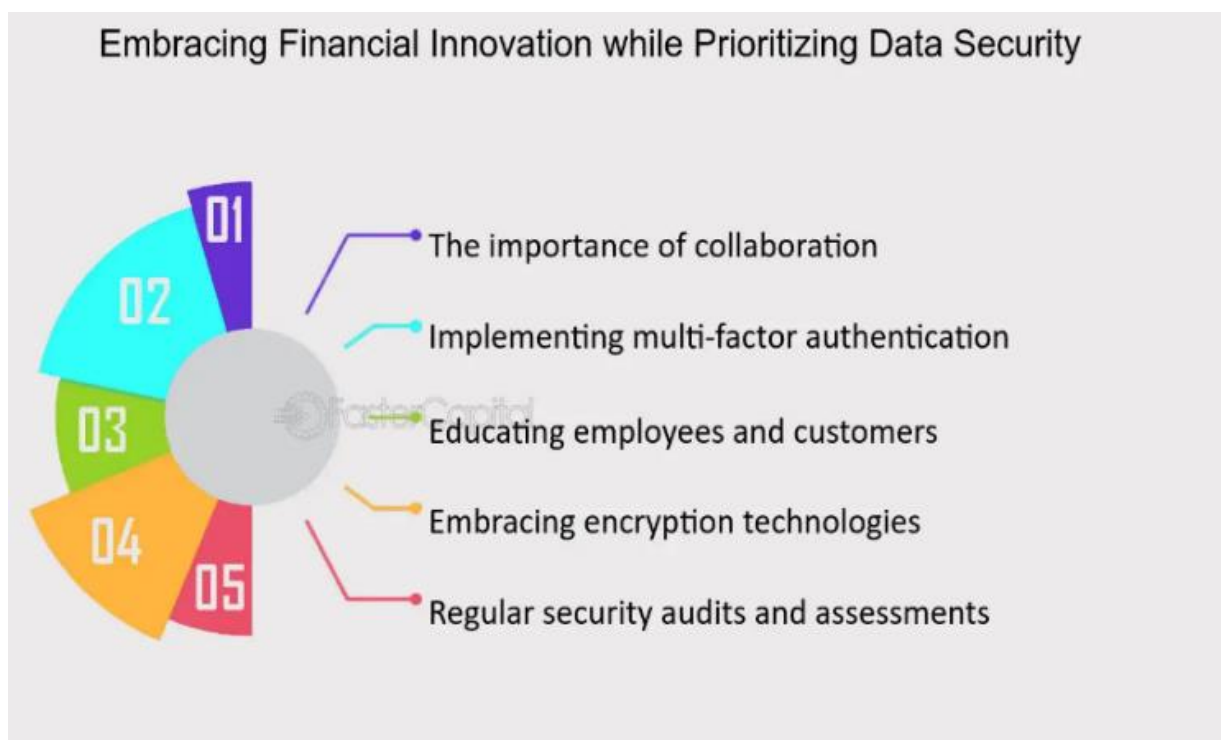 Embracing Financial Innovation while Prioritizing Data Security
01
The importance of collaboration
02
Implementing multi-factor authentication
FasterCapital
03
Educating employees and customers
04
Embracing encryption technologies
05
Regular security audits and assessments